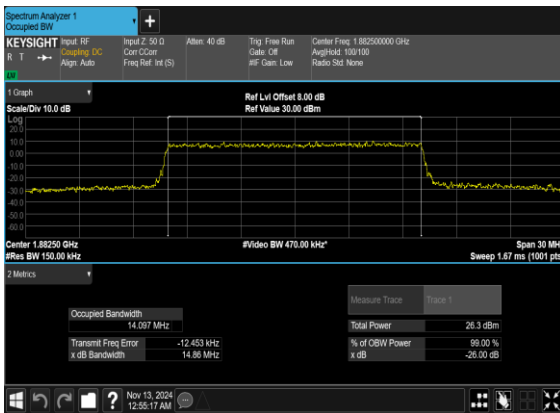 Spectrum Analyzer 1
Occupied BW
KEYSIGHT
R T
LV
Input: RF
Coupling: DC
Align: Auto
Input Z: 50 Ω
Corr CCorr
Freq Ref: Int (S)
Atten: 40 dB
Trig: Free Run
Gate: Off
#IF Gain: Low
Center Freq: 1.882500000 GHz
Avg|Hold: 100/100
Radio Std: None
1 Graph
Scale/Div 10.0 dB
Ref Lvl Offset 8.00 dB
Ref Value 30.00 dBm
Log
20.0
10.0
0.00
-10.0
-20.0
-30.0
-40.0
-50.0
-60.0
Center 1.88250 GHz
#Res BW 150.00 kHz
#Video BW 470.00 kHz*
Span 30 MH
Sweep 1.67 ms (1001 pts
2 Metrics
Measure Trace
Trace 1
Occupied Bandwidth
14.097 MHz
Total Power
26.3 dBm
Transmit Freq Error
-12.453 kHz
% of OBW Power
99.00 %
x dB Bandwidth
14.86 MHz
x dB
-26.00 dB
?
Nov 13, 2024
12:55:17 AM